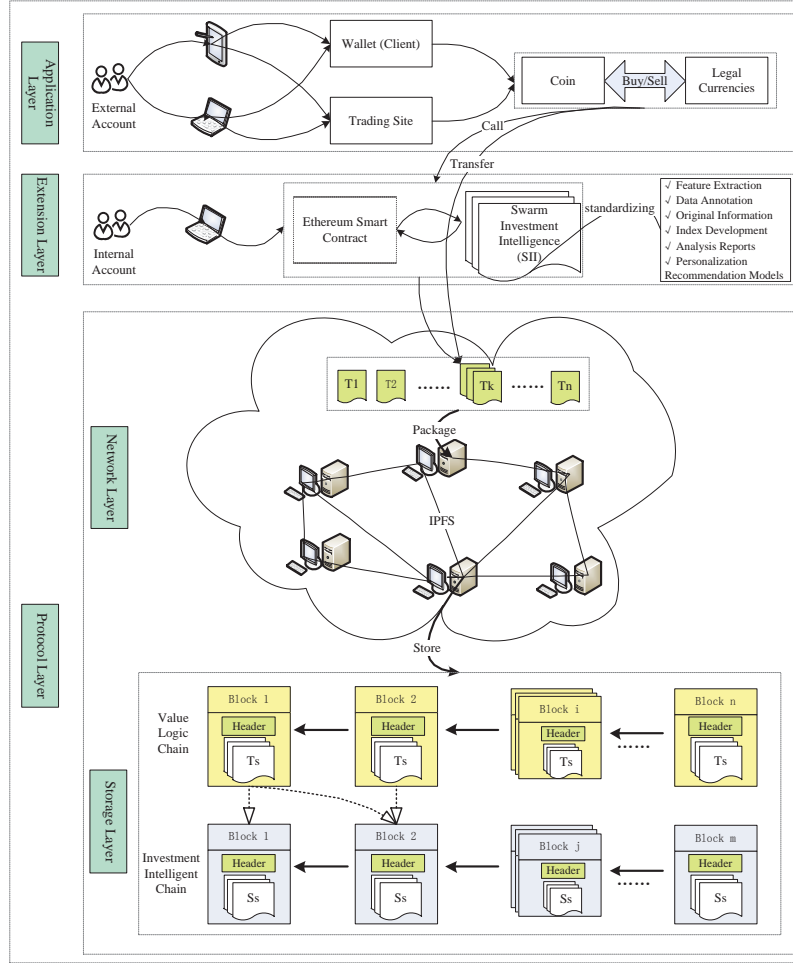 Application
Layer
External
Account
Wallet (Client)
Trading Site
Coin
Buy/Sell
Legal
Currencies
Call
Transfer
Extension Layer
Internal
Account
Ethereum Smart
Contract
Swarm
Investment
Intelligence
(SII)
standardizing
√ Feature Extraction
√ Data Annotation
√ Original Information
√ Index Development
√ Analysis Reports
√ Personalization
Recommendation Models
Protocol Layer
Network Layer
T1
T2
......
Tk
......
Tn
Package
IPFS
Store
Storage Layer
Value
Logic
Chain
Block 1
Header
Ts
Block 2
Header
Ts
Block i
Header
Ts
......
Block n
Header
Ts
Investment
Intelligent
Chain
Block 1
Header
Ss
Block 2
Header
Ss
Block j
Header
Ss
......
Block m
Header
Ss